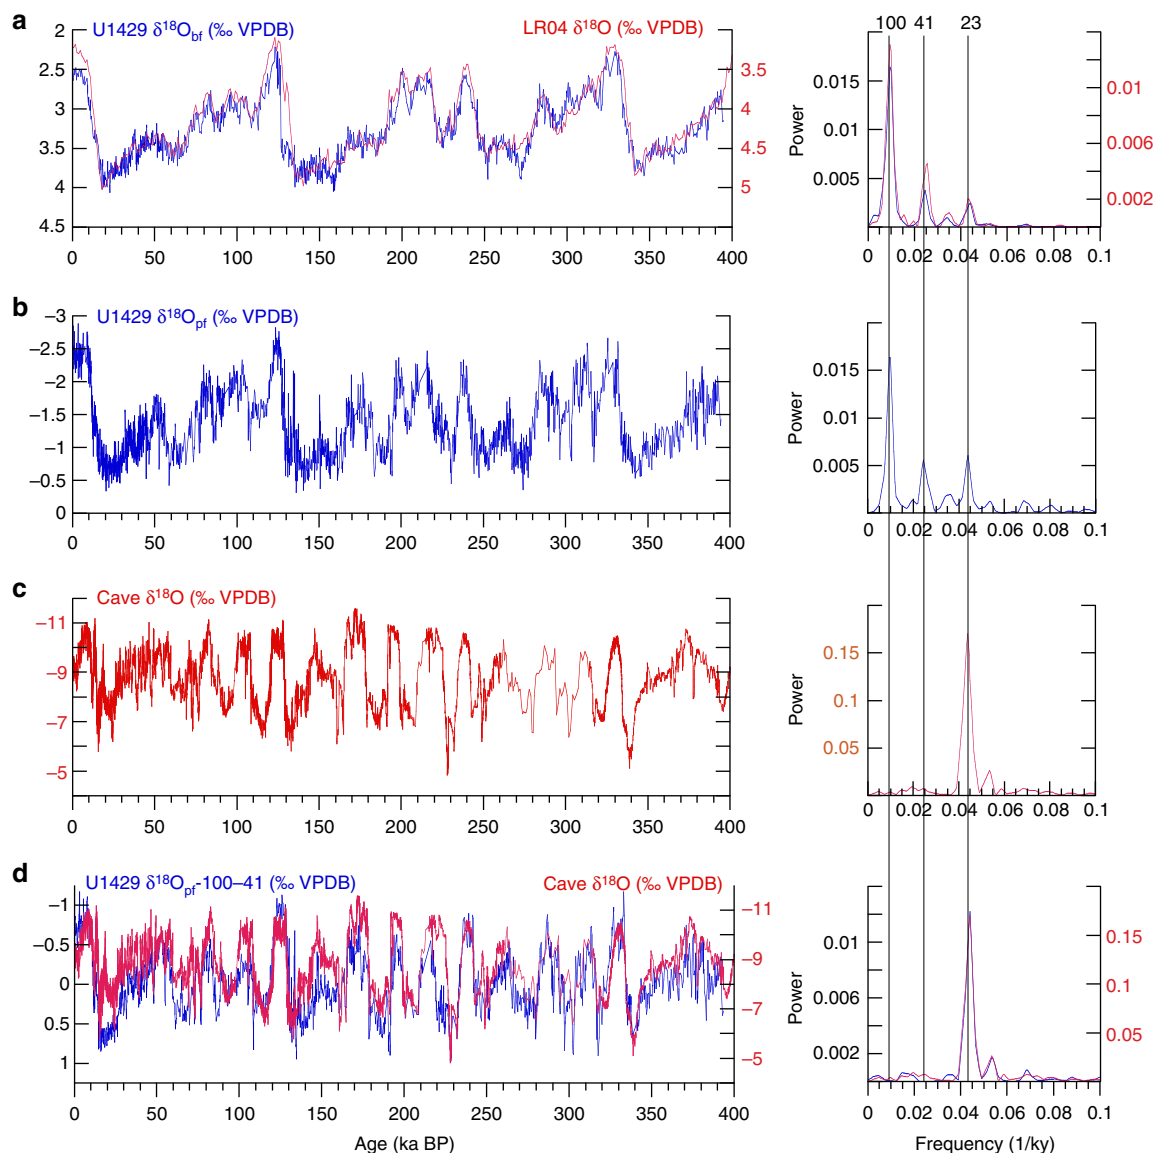 a
U1429 δ18Obf (‰ VPDB)
LR04 δ18O (‰ VPDB)
2
2.5
3
3.5
4
4.5
3.5
4
4.5
5
0 50 100 150 200 250 300 350 400
100 41 23
Power
0.015
0.01
0.005
0.01
0.006
0.002
0 0.02 0.04 0.06 0.08 0.1
b
U1429 δ18Opf (‰ VPDB)
–3
–2.5
–2
–1.5
–1
–0.5
0
0 50 100 150 200 250 300 350 400
Power
0.015
0.01
0.005
0 0.02 0.04 0.06 0.08 0.1
c
Cave δ18O (‰ VPDB)
–11
–9
–7
–5
0 50 100 150 200 250 300 350 400
Power
0.15
0.1
0.05
0 0.02 0.04 0.06 0.08 0.1
d
U1429 δ18Opf-100–41 (‰ VPDB)
Cave δ18O (‰ VPDB)
–1
–0.5
0
0.5
1
–11
–9
–7
–5
0 50 100 150 200 250 300 350 400
Age (ka BP)
Power
0.01
0.006
0.002
0.15
0.1
0.05
0 0.02 0.04 0.06 0.08 0.1
Frequency (1/ky)